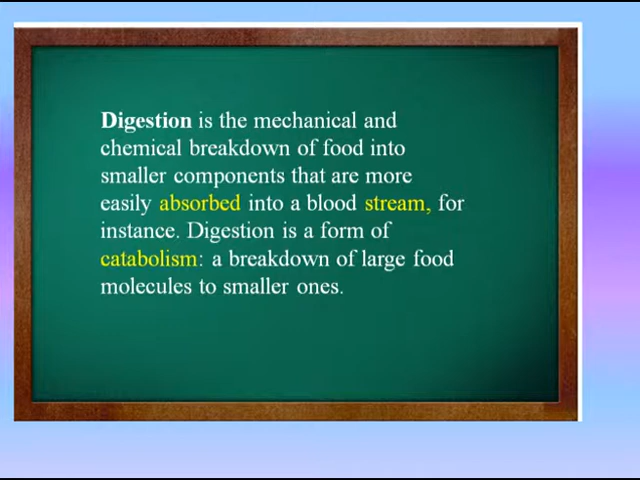 Digestion is the mechanical and
chemical breakdown of food into
smaller components that are more
easily absorbed into a blood stream, for
instance. Digestion is a form of
catabolism: a breakdown of large food
molecules to smaller ones.